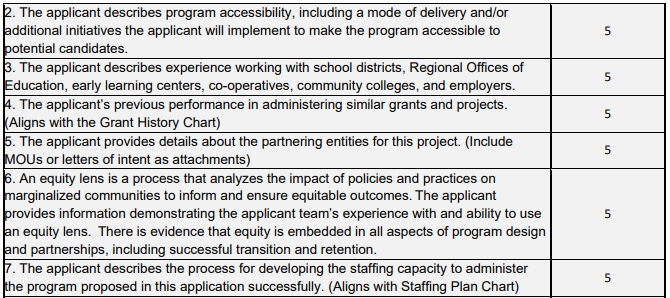 2. The applicant describes program accessibility, including a mode of delivery and/or
additional initiatives the applicant will implement to make the program accessible to
potential candidates.
5
3. The applicant describes experience working with school districts, Regional Offices of
Education, early learning centers, co-operatives, community colleges, and employers.
5
4. The applicant's previous performance in administering similar grants and projects.
(Aligns with the Grant History Chart)
5
5. The applicant provides details about the partnering entities for this project. (Include
MOUs or letters of intent as attachments)
5
6. An equity lens is a process that analyzes the impact of policies and practices on
marginalized communities to inform and ensure equitable outcomes. The applicant
provides information demonstrating the applicant team's experience with and ability to use
an equity lens.  There is evidence that equity is embedded in all aspects of program design
and partnerships, including successful transition and retention.
5
7. The applicant describes the process for developing the staffing capacity to administer
the program proposed in this application successfully. (Aligns with Staffing Plan Chart)
5